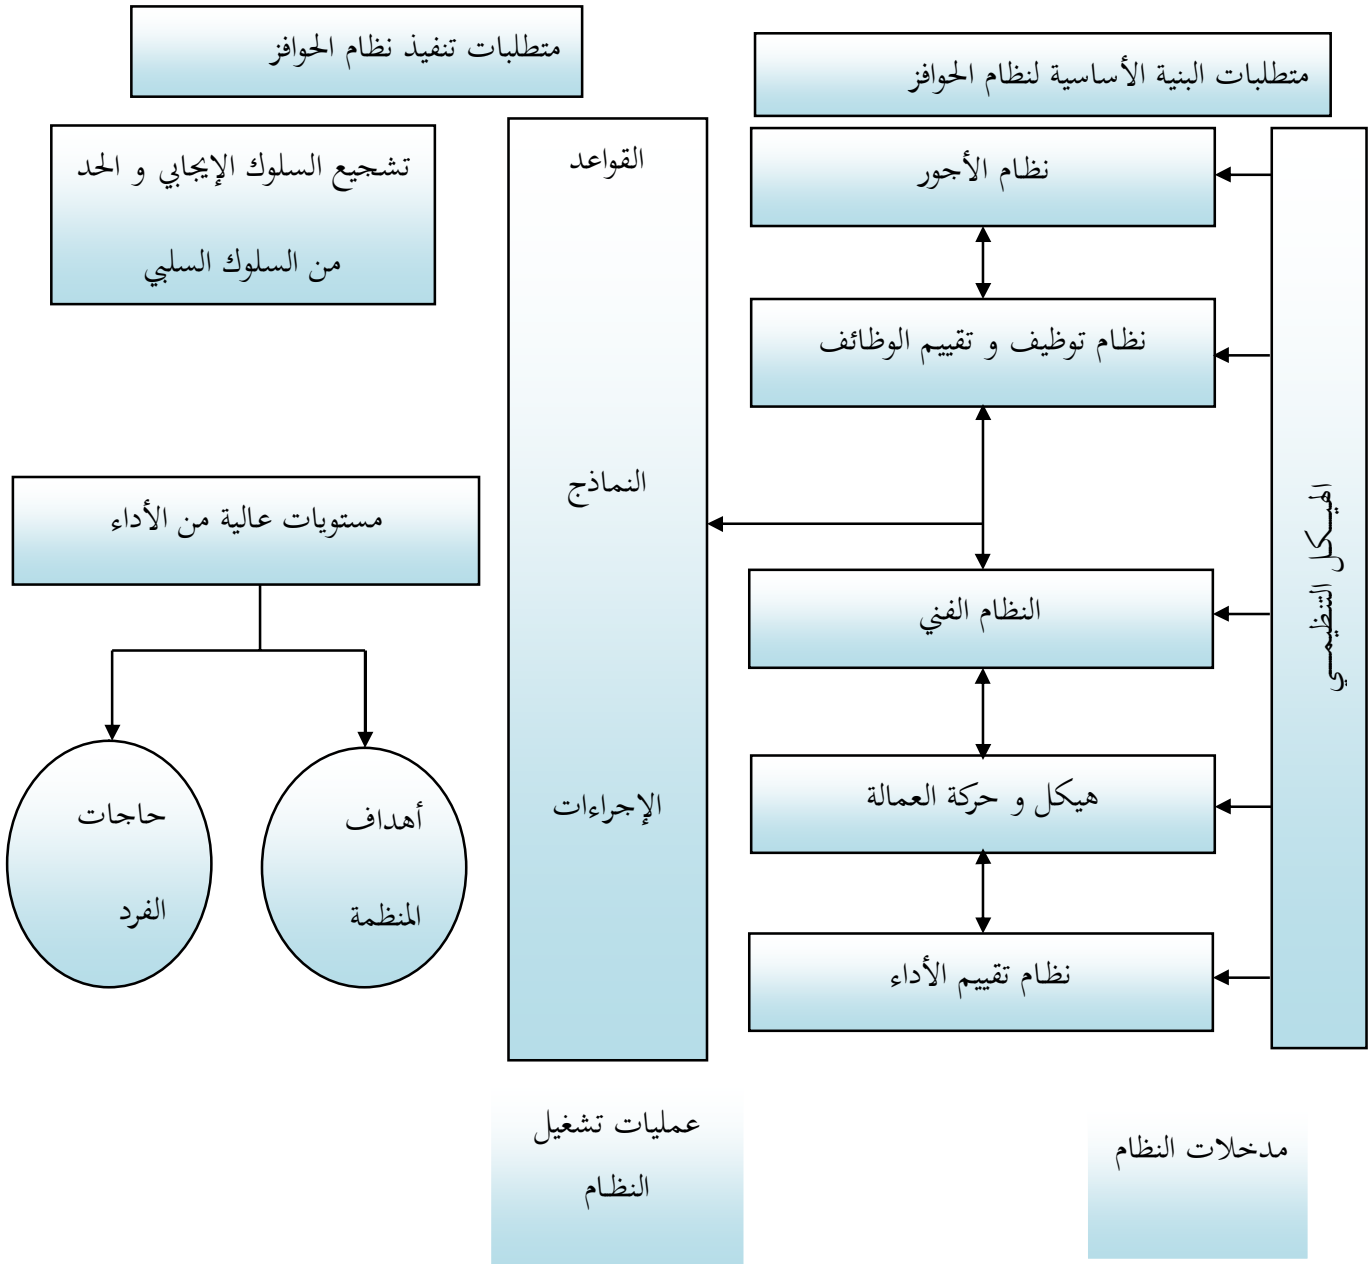 متطلبات البنية الأساسية لنظام الحوافز
متطلبات تنفيذ نظام الحوافز
الهيـكل التنظيمـي
نظام الأجور
نظام توظيف و تقييم الوظائف
النظام الفني
هيكل و حركة العمالة
نظام تقييم الأداء
القواعد
النماذج
الإجراءات
تشجيع السلوك الإيجابي و الحد
من السلوك السلبي
مستويات عالية من الأداء
أهداف
المنظمة
حاجات
الفرد
مدخلات النظام
عمليات تشغيل
النظام